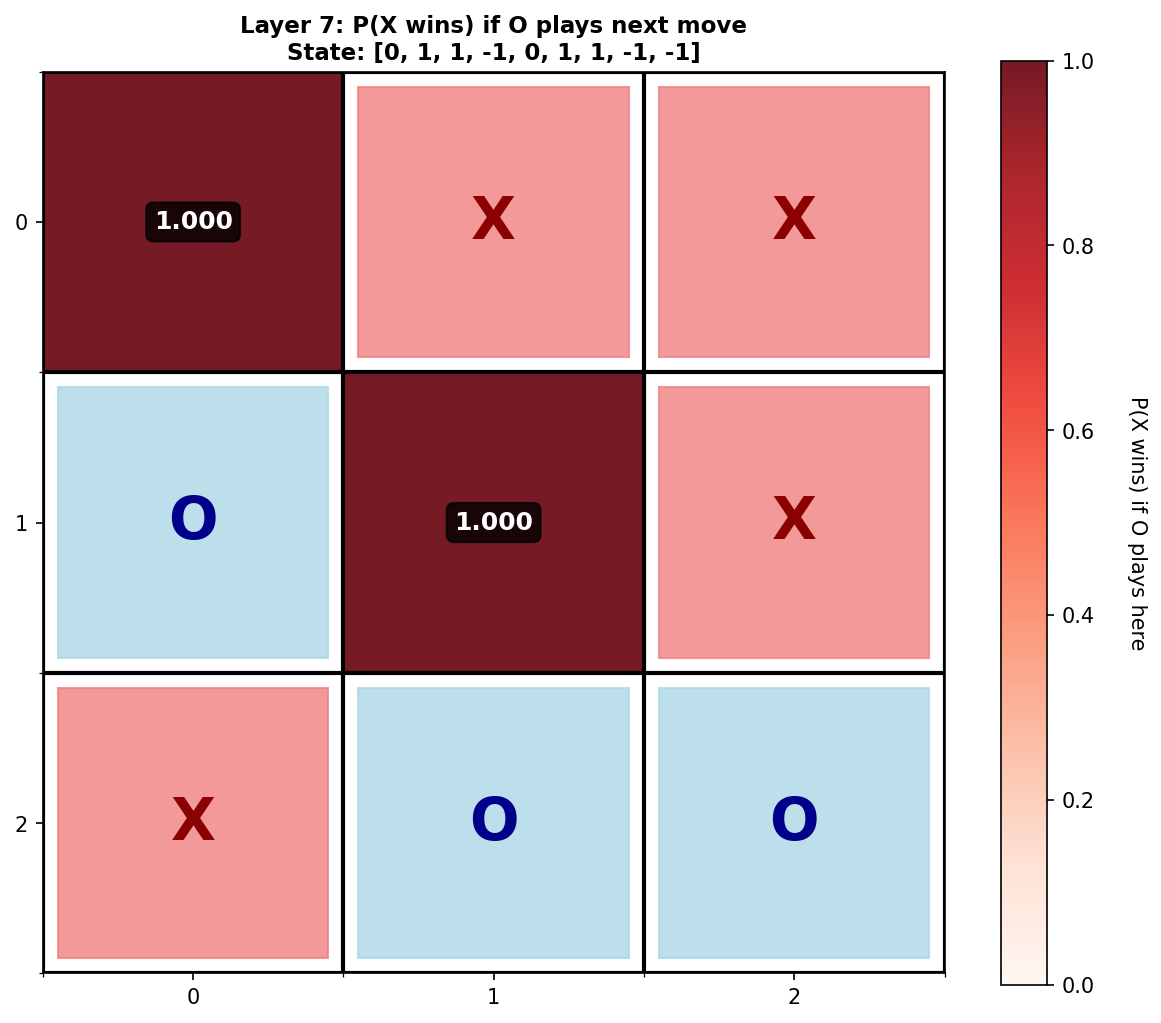 Layer 7: P(X wins) if O plays next move
State: [0, 1, 1, -1, 0, 1, 1, -1, -1]
0
1.000
X
X
1
O
1.000
X
2
X
O
O
0
1
2
1.0
0.8
0.6
0.4
0.2
0.0
P(X wins) if O plays here